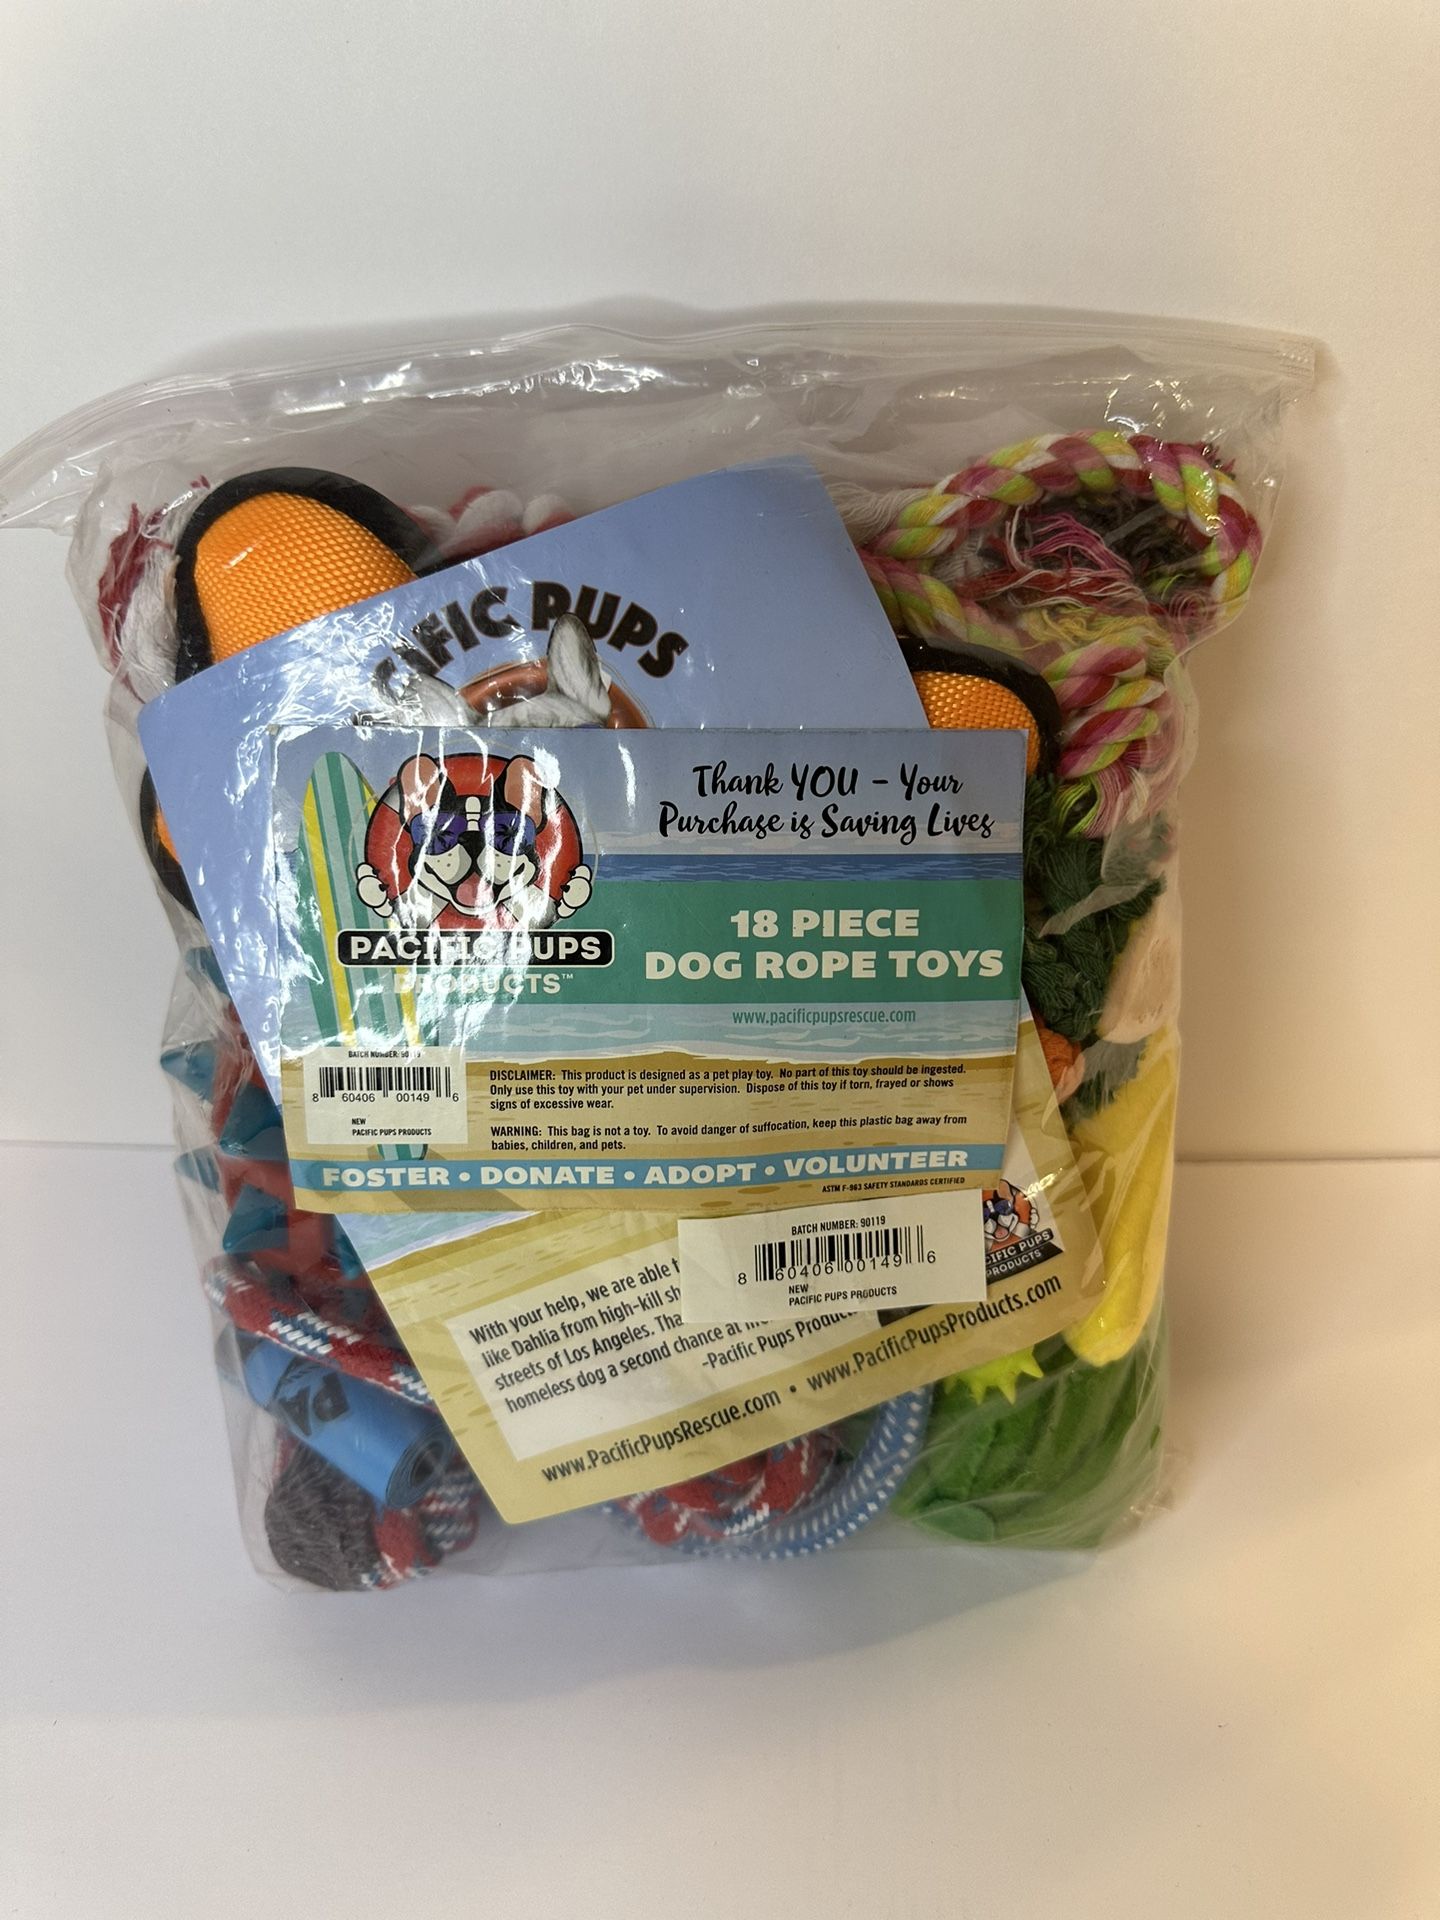 PUPS
Thank YOU – Your
Purchase is Saving Lives
PACIFIC PUPS
PRODUCTS™
18 PIECE
DOG ROPE TOYS
www.pacificpupsrescue.com
BATCH NUMBER: 90119
8 60406 00149 6
NEW
PACIFIC PUPS PRODUCTS
DISCLAIMER: This product is designed as a pet play toy. No part of this toy should be ingested.
Only use this toy with your pet under supervision. Dispose of this toy if torn, frayed or shows
signs of excessive wear.
WARNING: This bag is not a toy. To avoid danger of suffocation, keep this plastic bag away from
babies, children, and pets.
FOSTER • DONATE • ADOPT • VOLUNTEER
ASTM F-963 SAFETY STANDARDS CERTIFIED
BATCH NUMBER: 90119
8 60406 00149 6
NEW
PACIFIC PUPS PRODUCTS
PUPS
PRODUCTS
With your help, we are able
like Dahlia from high-kill
streets of Los Angeles.
homeless dog a second chance at
-Pacific Pups
www.PacificPupsRescue.com • www.PacificPupsProducts.com